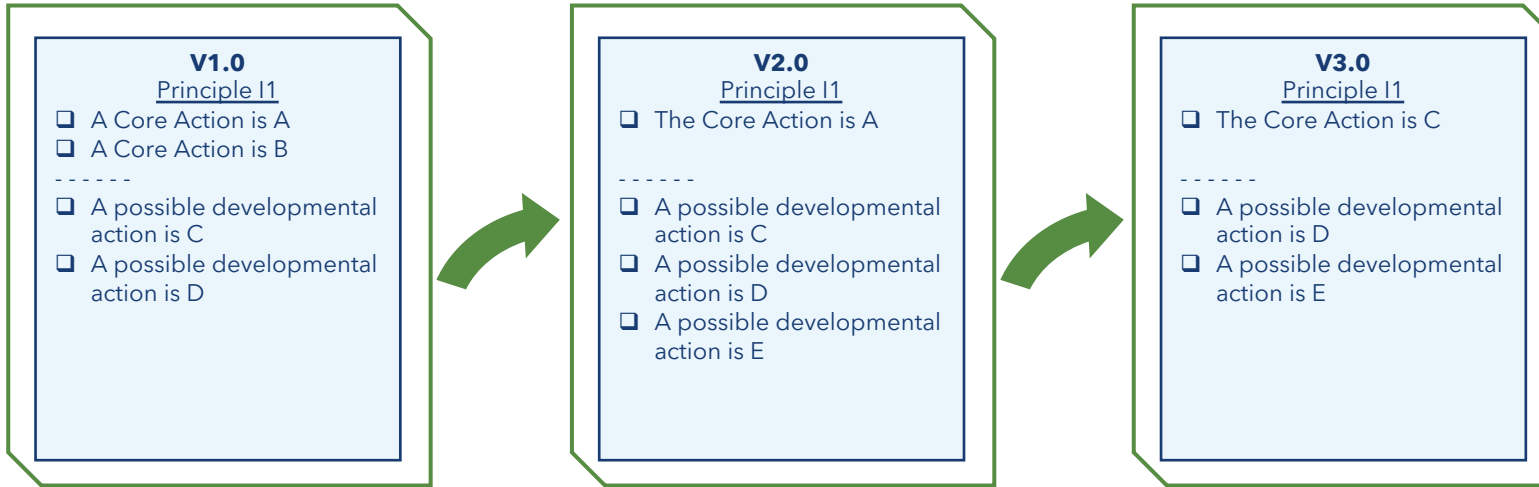 V1.0
Principle I1
❑ A Core Action is A
❑ A Core Action is B
- - - - - -
❑ A possible developmental
action is C
❑ A possible developmental
action is D
V2.0
Principle I1
❑ The Core Action is A
- - - - - -
❑ A possible developmental
action is C
❑ A possible developmental
action is D
❑ A possible developmental
action is E
V3.0
Principle I1
❑ The Core Action is C
- - - - - -
❑ A possible developmental
action is D
❑ A possible developmental
action is E